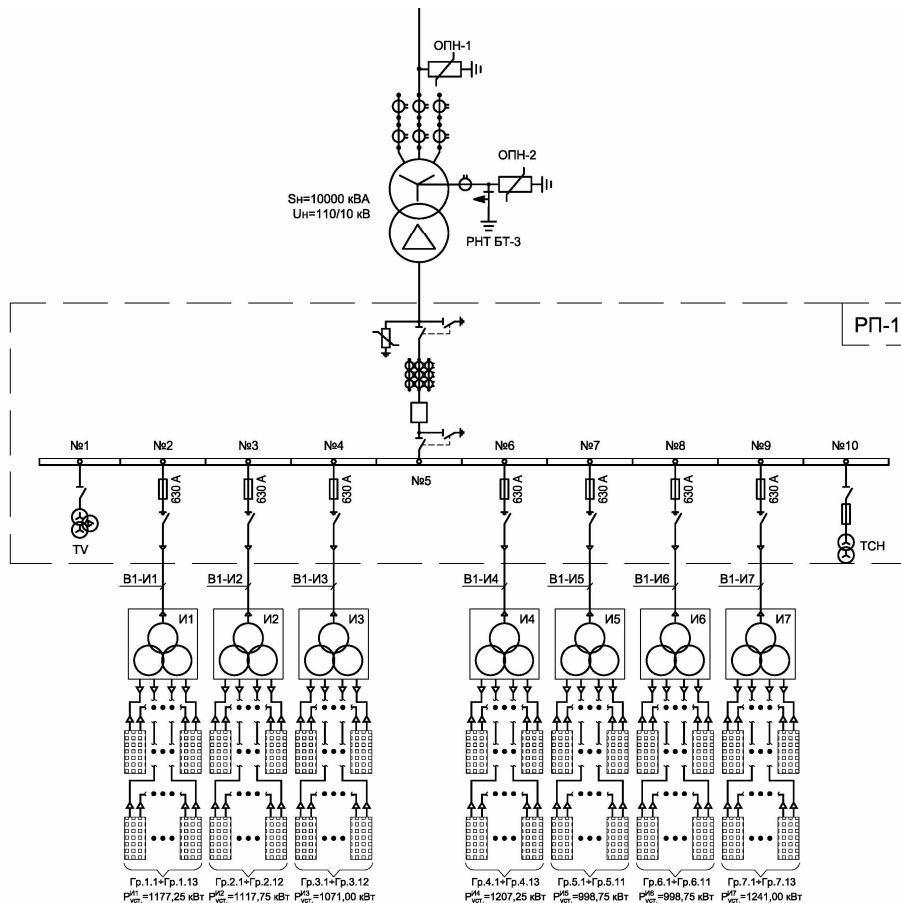 ОПН-1
ОПН-2
Sн=10000 кВА
Uн=110/10 кВ
РНТ БТ-3
РП-1
№1 №2 №3 №4 №6 №7 №8 №9 №10
№5
630 А 630 А 630 А 630 А 630 А 630 А 630 А
TV ТСН
В1-И1 В1-И2 В1-И3 В1-И4 В1-И5 В1-И6 В1-И7
И1 И2 И3 И4 И5 И6 И7
Гр.1.1÷Гр.1.13 Гр.2.1÷Гр.2.12 Гр.3.1÷Гр.3.12 Гр.4.1÷Гр.4.13 Гр.5.1÷Гр.5.11 Гр.6.1÷Гр.6.11 Гр.7.1÷Гр.7.13
Pуст.И1=1177,25 кВт Pуст.И2=1117,75 кВт Pуст.И3=1071,00 кВт Pуст.И4=1207,25 кВт Pуст.И5=998,75 кВт Pуст.И6=998,75 кВт Pуст.И7=1241,00 кВт